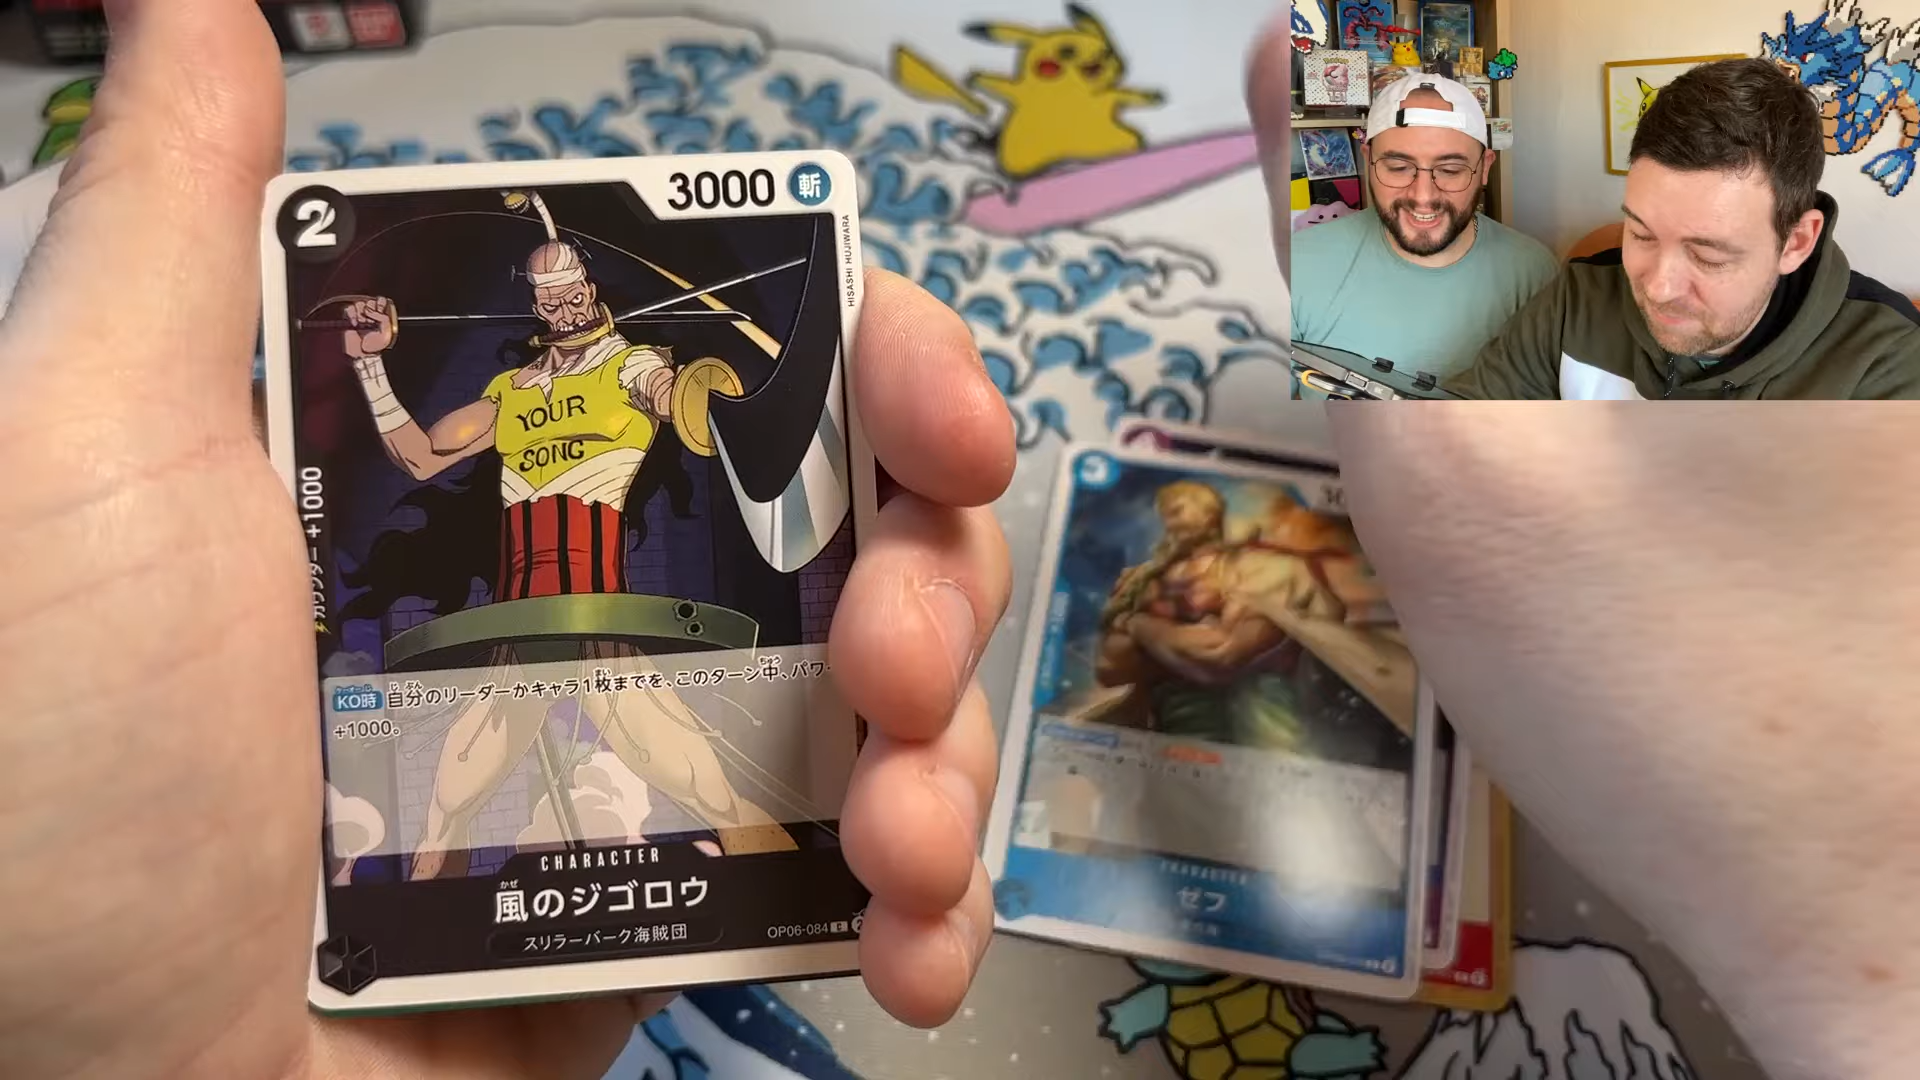 2
3000
斬
HISASHI HUJIWARA
YOUR
SONG
カウンター +1000
KO時 自分のリーダーかキャラ1枚までを、このターン中、パワー
+1000。
CHARACTER
風のジゴロウ
スリラーバーク海賊団
OP06-084 C
5
CHARACTER
ゼフ
151